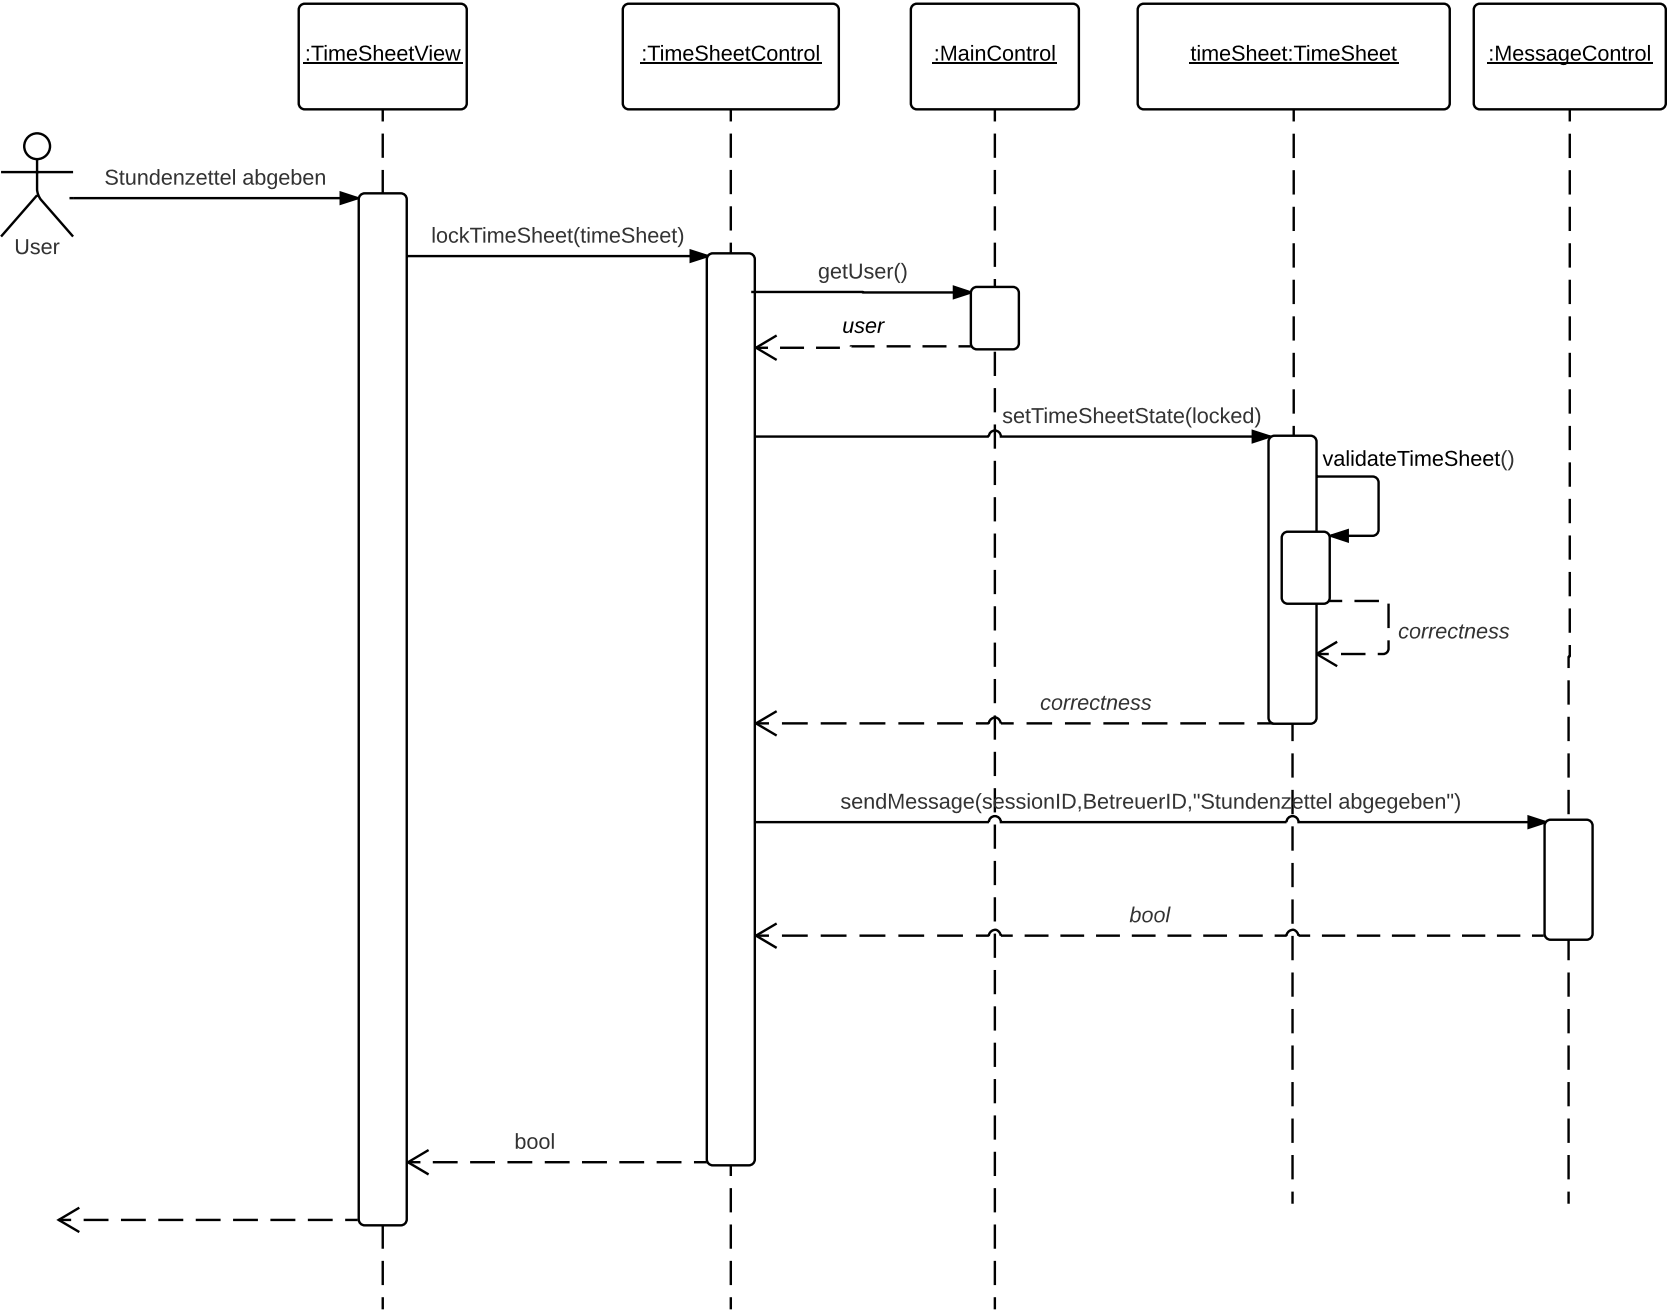 :TimeSheetView
:TimeSheetControl
:MainControl
timeSheet:TimeSheet
:MessageControl
Stundenzettel abgeben
User
lockTimeSheet(timeSheet)
getUser()
user
setTimeSheetState(locked)
validateTimeSheet()
correctness
correctness
sendMessage(sessionID,BetreuerID,"Stundenzettel abgegeben")
bool
bool